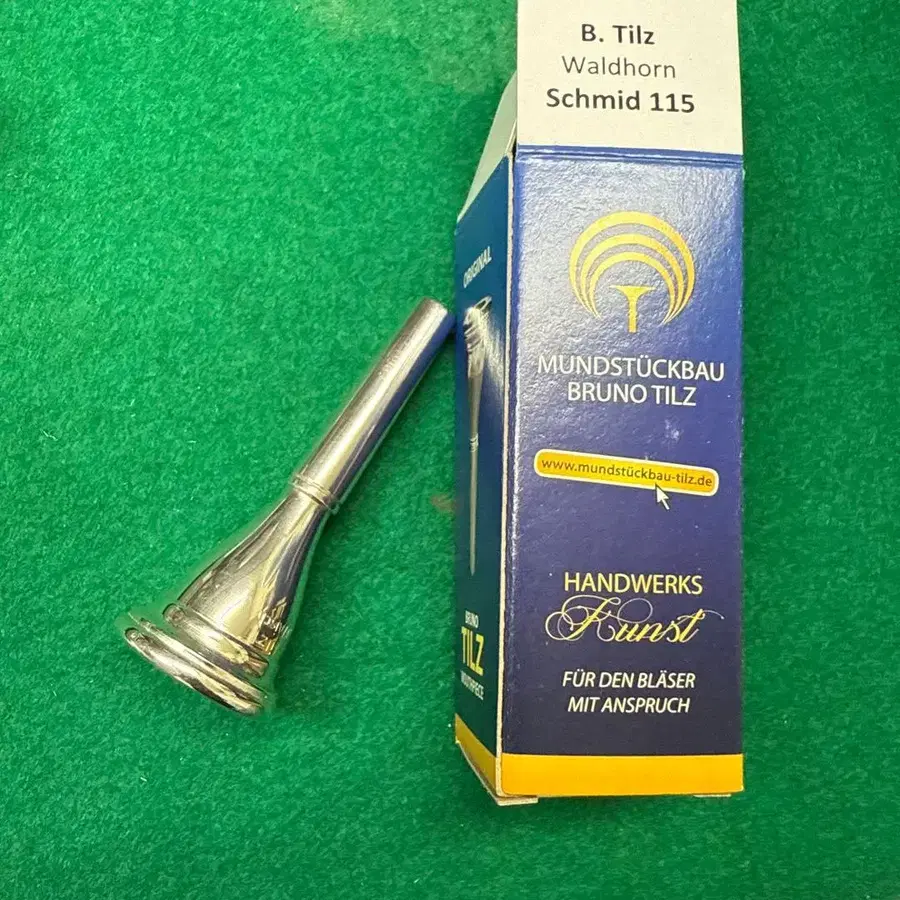 B. Tilz
Waldhorn
Schmid 115
MUNDSTÜCKBAU
BRUNO TILZ
www.mundstückbau-tilz.de
HANDWERKS
Kunst
FÜR DEN BLÄSER
MIT ANSPRUCH
ORIGINAL
BRUNO
TILZ
MOUTHPIECE